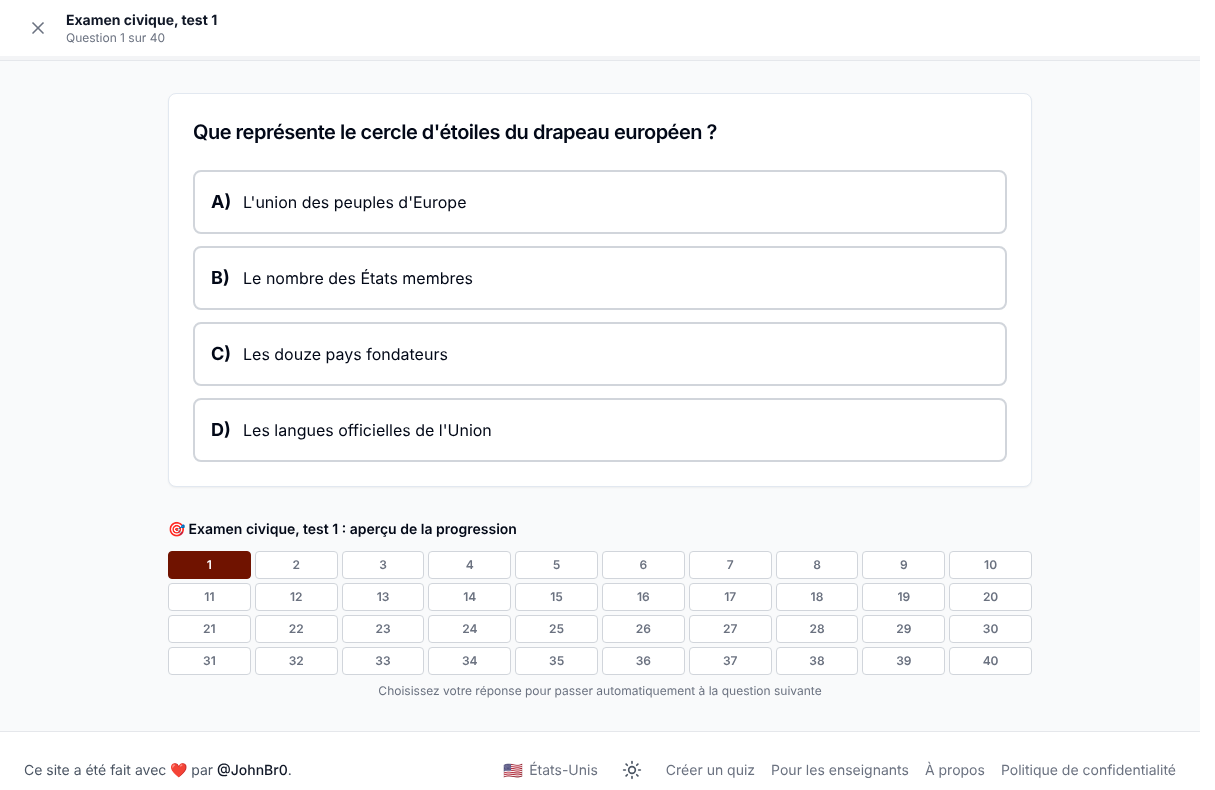 Examen civique, test 1
Question 1 sur 40
Que représente le cercle d'étoiles du drapeau européen ?
A) L'union des peuples d'Europe
B) Le nombre des États membres
C) Les douze pays fondateurs
D) Les langues officielles de l'Union
🎯 Examen civique, test 1 : aperçu de la progression
1 2 3 4 5 6 7 8 9 10
11 12 13 14 15 16 17 18 19 20
21 22 23 24 25 26 27 28 29 30
31 32 33 34 35 36 37 38 39 40
Choisissez votre réponse pour passer automatiquement à la question suivante
Ce site a été fait avec ❤️ par @JohnBr0. 🇺🇸 États-Unis Créer un quiz Pour les enseignants À propos Politique de confidentialité